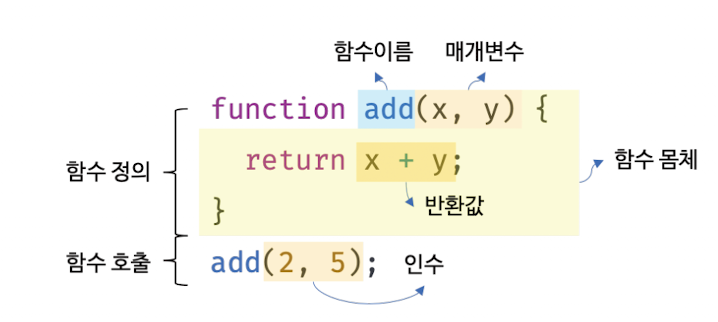 함수이름 매개변수
function add(x, y) {
함수 정의 return x + y; 함수 몸체
} 반환값
함수 호출 add(2, 5); 인수